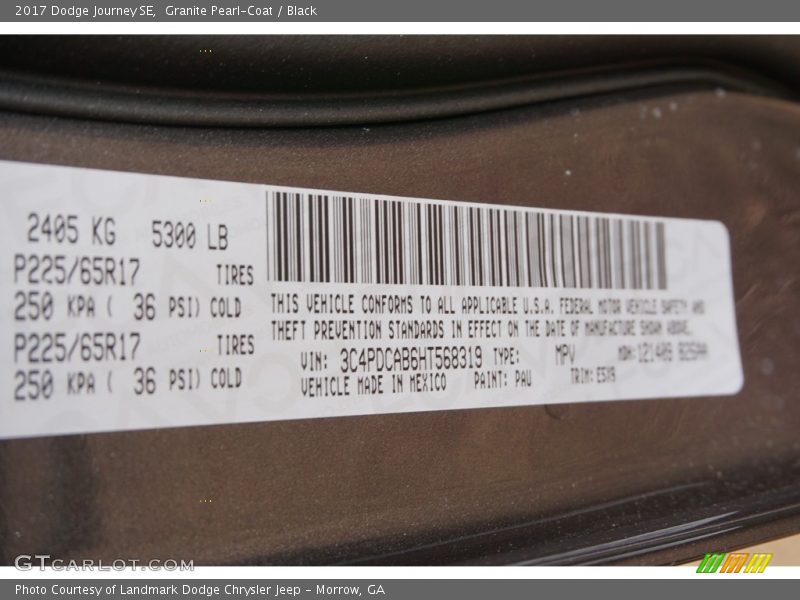 2017 Dodge Journey SE, Granite Pearl-Coat / Black
2405 KG 5300 LB
P225/65R17 TIRES
250 KPA ( 36 PSI) COLD
P225/65R17 TIRES
250 KPA ( 36 PSI) COLD
THIS VEHICLE CONFORMS TO ALL APPLICABLE U.S.A. FEDERAL MOTOR VEHICLE SAFETY AND
THEFT PREVENTION STANDARDS IN EFFECT ON THE DATE OF MANUFACTURE SHOWN ABOVE.
VIN: 3C4PDCAB6HT568319 TYPE: MPV MDH:121409
VEHICLE MADE IN MEXICO PAINT: PAU TRIM:
GTCARLOT.COM
Photo Courtesy of Landmark Dodge Chrysler Jeep - Morrow, GA